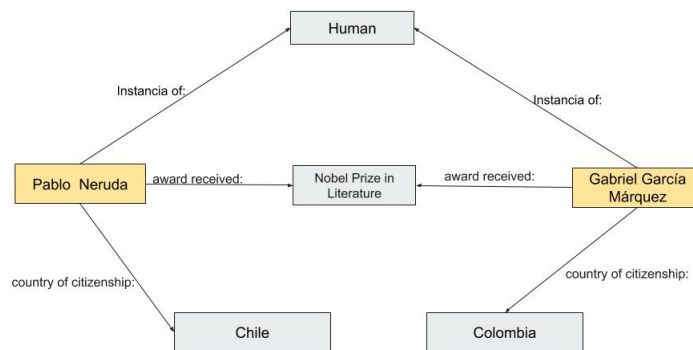 Human
Instancia of:
Instancia of:
Pablo Neruda
award received:
Nobel Prize in
Literature
award received:
Gabriel García
Márquez
country of citizenship:
country of citizenship:
Chile
Colombia